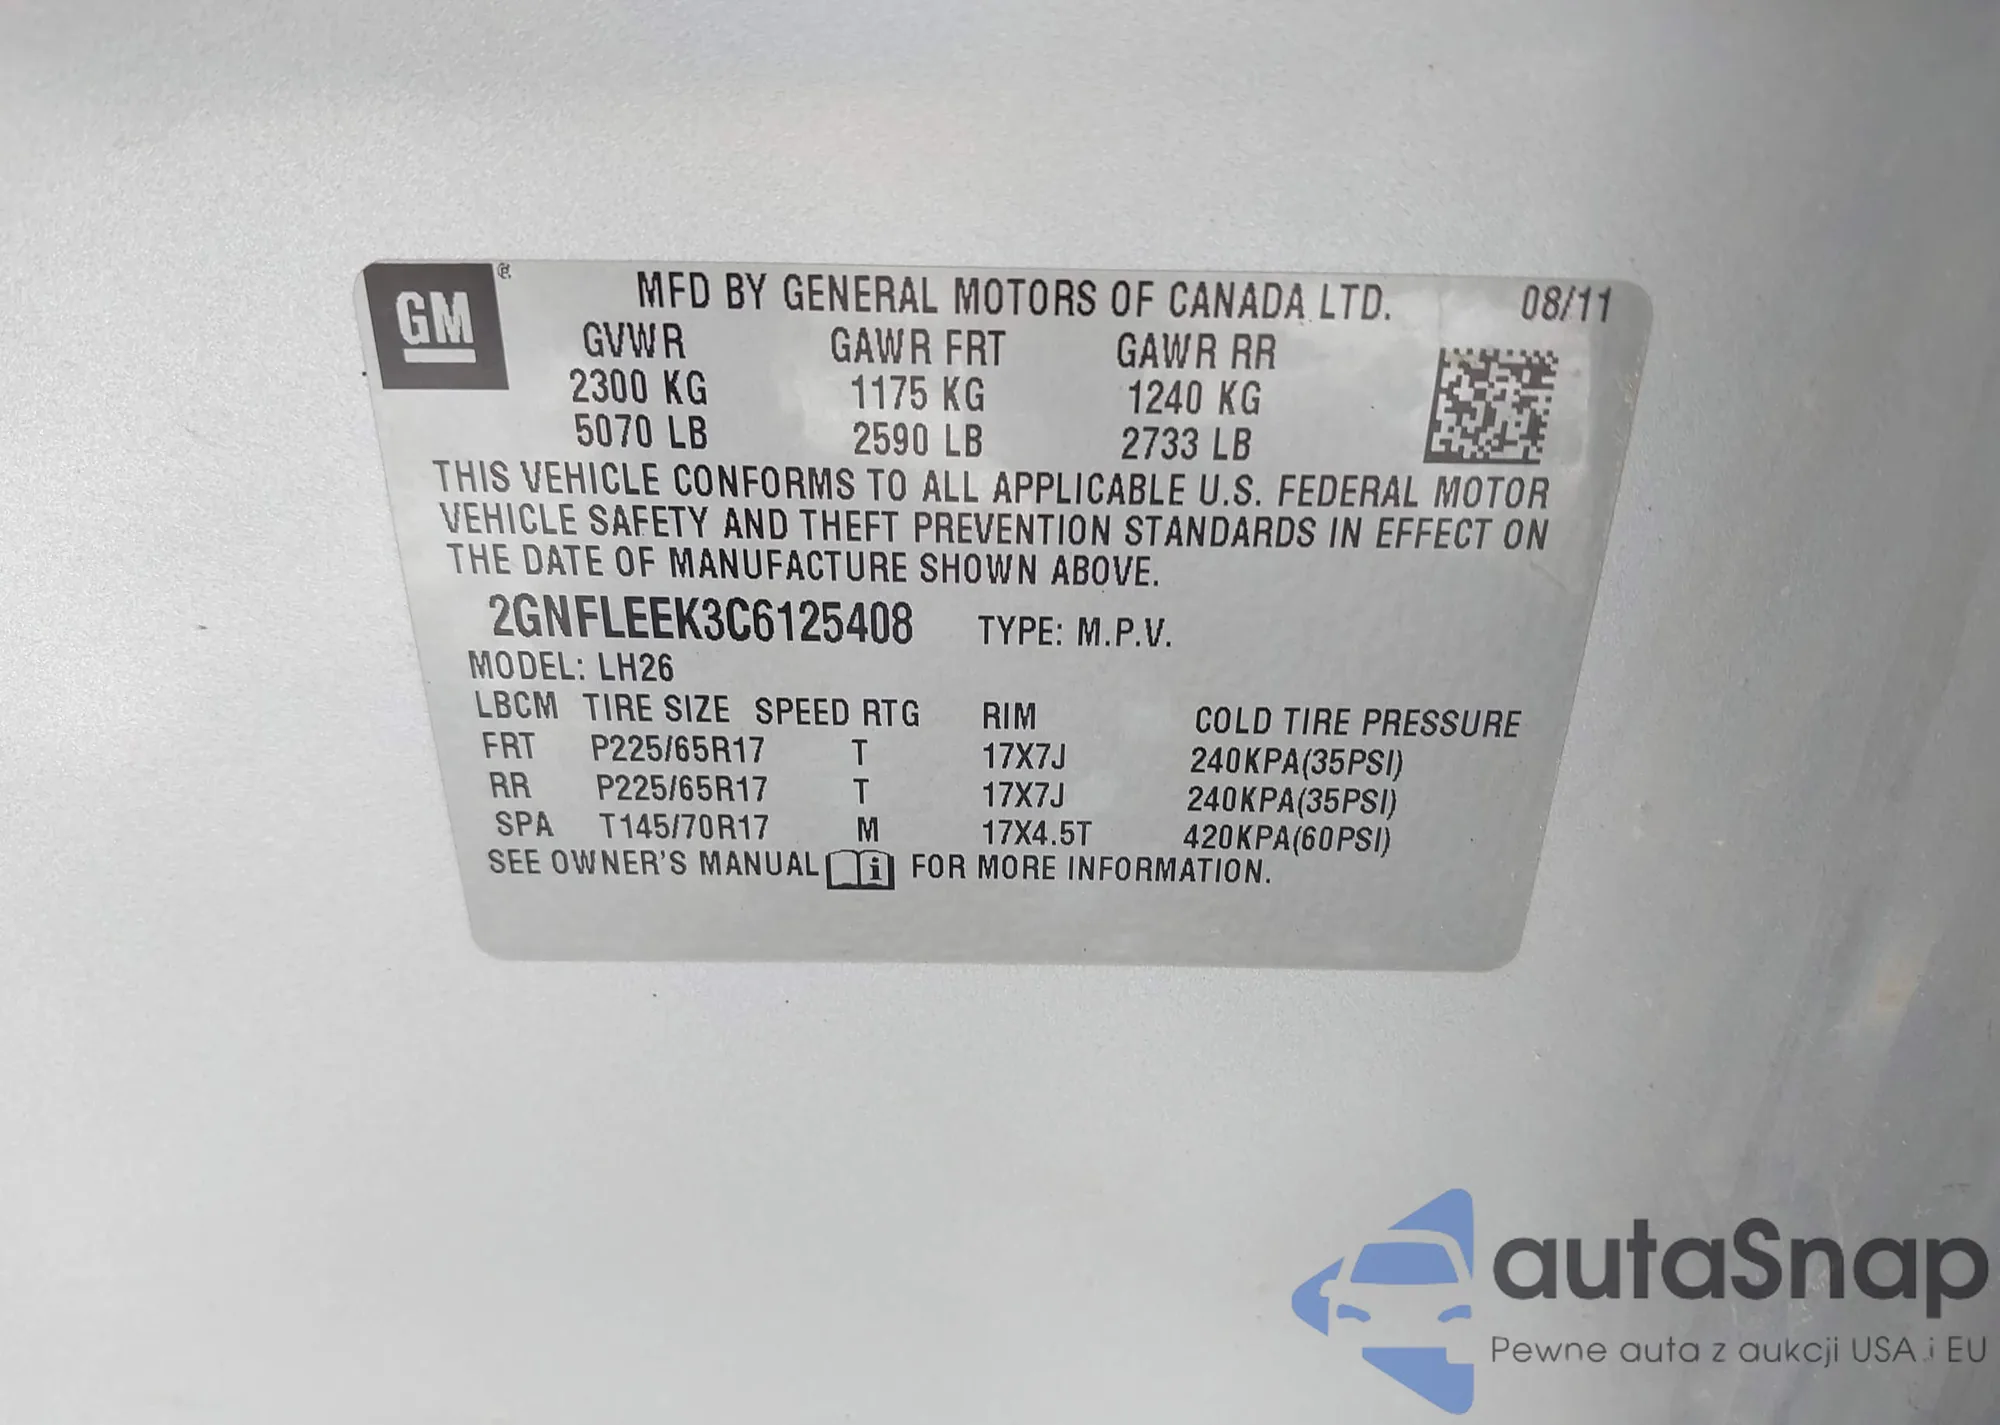 GM ®
MFD BY GENERAL MOTORS OF CANADA LTD. 08/11
GVWR GAWR FRT GAWR RR
2300 KG 1175 KG 1240 KG
5070 LB 2590 LB 2733 LB
THIS VEHICLE CONFORMS TO ALL APPLICABLE U.S. FEDERAL MOTOR
VEHICLE SAFETY AND THEFT PREVENTION STANDARDS IN EFFECT ON
THE DATE OF MANUFACTURE SHOWN ABOVE.
2GNFLEEK3C6125408 TYPE: M.P.V.
MODEL: LH26
LBCM TIRE SIZE SPEED RTG RIM COLD TIRE PRESSURE
FRT P225/65R17 T 17X7J 240KPA(35PSI)
RR P225/65R17 T 17X7J 240KPA(35PSI)
SPA T145/70R17 M 17X4.5T 420KPA(60PSI)
SEE OWNER'S MANUAL i FOR MORE INFORMATION.
autaSnap
Pewne auta z aukcji USA i EU